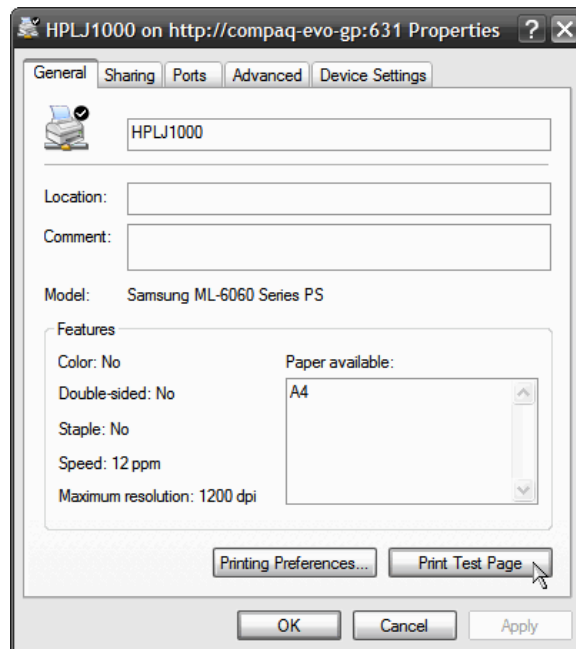 HPLJ1000 on http://compaq-evo-gp:631 Properties
General Sharing Ports Advanced Device Settings
HPLJ1000
Location:
Comment:
Model: Samsung ML-6060 Series PS
Features
Color: No
Paper available:
Double-sided: No
A4
Staple: No
Speed: 12 ppm
Maximum resolution: 1200 dpi
Printing Preferences... Print Test Page
OK Cancel Apply